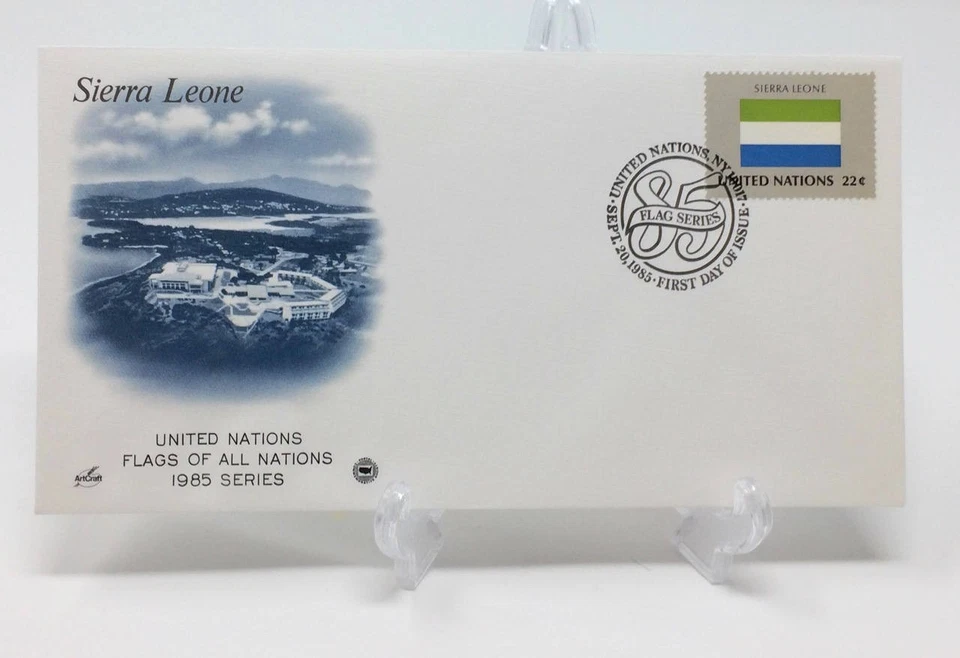 Sierra Leone
SIERRA LEONE
UNITED NATIONS 22¢
UNITED NATIONS, NY 10017 · SEPT. 20, 1985 · FIRST DAY OF ISSUE ·
85
FLAG SERIES
UNITED NATIONS
FLAGS OF ALL NATIONS
1985 SERIES
ArtCraft